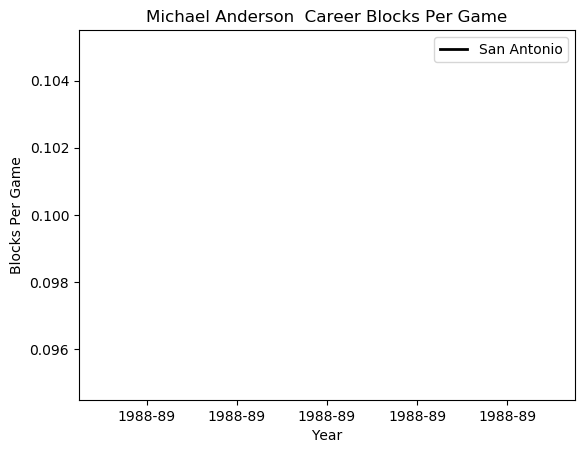 Michael Anderson  Career Blocks Per Game
San Antonio
Blocks Per Game
0.104
0.102
0.100
0.098
0.096
1988-89 1988-89 1988-89 1988-89 1988-89
Year